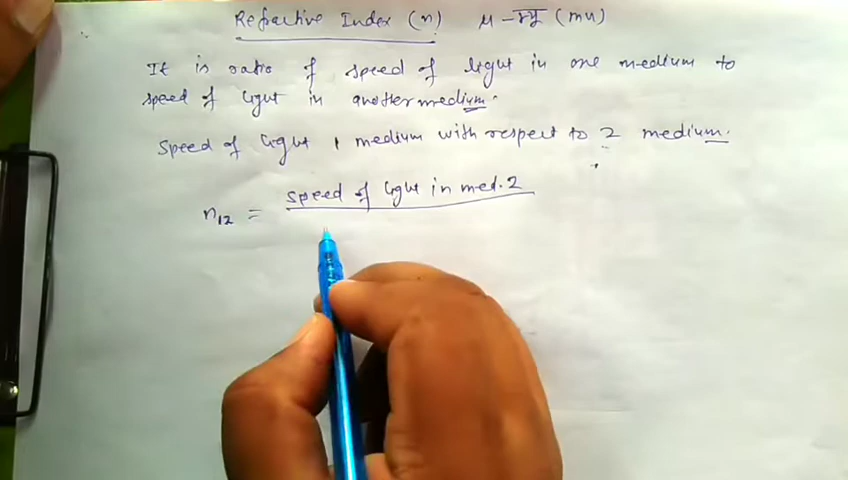 Refractive Index (n) μ - म्यु (mu)
It is ratio of speed of light in one medium to
speed of light in another medium.
Speed of light 1 medium with respect to 2 medium.
n12 = speed of light in med. 2